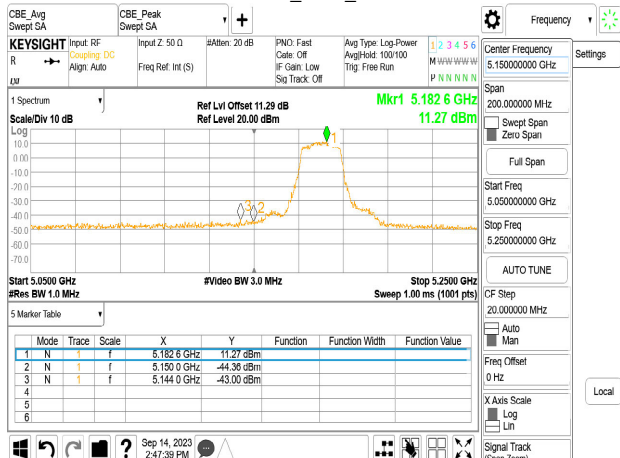 CBE_Avg
Swept SA
CBE_Peak
Swept SA
Frequency
KEYSIGHT
R
Input: RF
Coupling: DC
Align: Auto
Input Z: 50 Ω
Freq Ref: Int (S)
#Atten: 20 dB
PNO: Fast
Gate: Off
IF Gain: Low
Sig Track: Off
Avg Type: Log-Power
Avg|Hold: 100/100
Trig: Free Run
1 2 3 4 5 6
M W W W W W
P N N N N N
1 Spectrum
Scale/Div 10 dB
Ref Lvl Offset 11.29 dB
Ref Level 20.00 dBm
Mkr1 5.182 6 GHz
11.27 dBm
Log
10.0
0.00
-10.0
-20.0
-30.0
-40.0
-50.0
-60.0
-70.0
1
3
2
Start 5.0500 GHz
#Video BW 3.0 MHz
Stop 5.2500 GHz
#Res BW 1.0 MHz
Sweep 1.00 ms (1001 pts)
5 Marker Table
Mode Trace Scale X Y Function Function Width Function Value
1 N 1 f 5.182 6 GHz 11.27 dBm
2 N 1 f 5.150 0 GHz -44.36 dBm
3 N 1 f 5.144 0 GHz -43.00 dBm
4
5
6
?
Sep 14, 2023
2:47:39 PM
Center Frequency
5.150000000 GHz
Span
200.000000 MHz
Swept Span
Zero Span
Full Span
Start Freq
5.050000000 GHz
Stop Freq
5.250000000 GHz
AUTO TUNE
CF Step
20.000000 MHz
Auto
Man
Freq Offset
0 Hz
X Axis Scale
Log
Lin
Signal Track
(Span Zoom)
Settings
Local